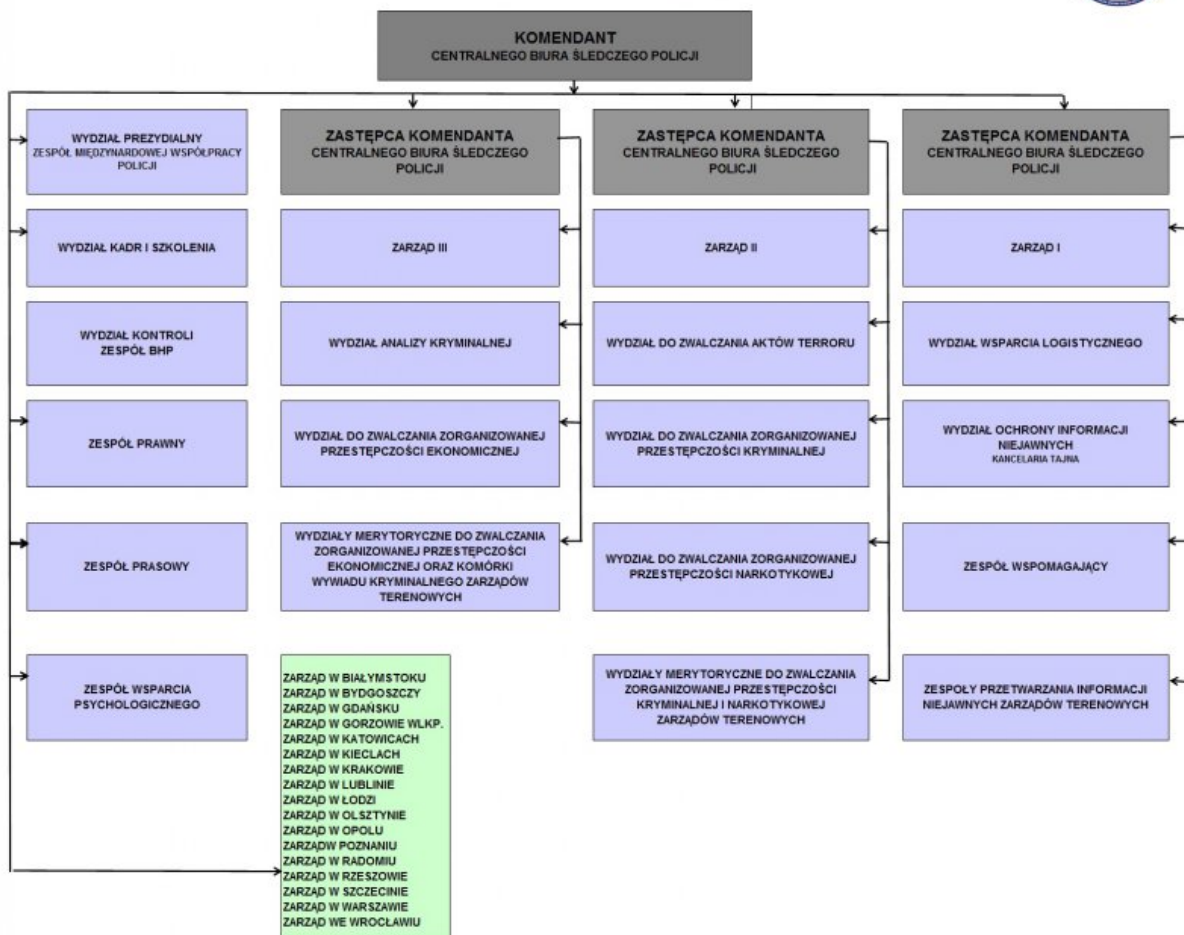 KOMENDANT
CENTRALNEGO BIURA ŚLEDCZEGO POLICJI
WYDZIAŁ PREZYDIALNY
ZESPÓŁ MIĘDZYNARDOWEJ WSPÓŁPRACY
POLICJI
WYDZIAŁ KADR I SZKOLENIA
WYDZIAŁ KONTROLI
ZESPÓŁ BHP
ZESPÓŁ PRAWNY
ZESPÓŁ PRASOWY
ZESPÓŁ WSPARCIA
PSYCHOLOGICZNEGO
ZASTĘPCA KOMENDANTA
CENTRALNEGO BIURA ŚLEDCZEGO
POLICJI
ZARZĄD III
WYDZIAŁ ANALIZY KRYMINALNEJ
WYDZIAŁ DO ZWALCZANIA ZORGANIZOWANEJ
PRZESTĘPCZOŚCI EKONOMICZNEJ
WYDZIAŁY MERYTORYCZNE DO ZWALCZANIA
ZORGANIZOWANEJ PRZESTĘPCZOŚCI
EKONOMICZNEJ ORAZ KOMÓRKI
WYWIADU KRYMINALNEGO ZARZĄDÓW
TERENOWYCH
ZARZĄD W BIAŁYMSTOKU
ZARZĄD W BYDGOSZCZY
ZARZĄD W GDAŃSKU
ZARZĄD W GORZOWIE WLKP.
ZARZĄD W KATOWICACH
ZARZĄD W KIECLACH
ZARZĄD W KRAKOWIE
ZARZĄD W LUBLINIE
ZARZĄD W ŁODZI
ZARZĄD W OLSZTYNIE
ZARZĄD W OPOLU
ZARZĄDW POZNANIU
ZARZĄD W RADOMIU
ZARZĄD W RZESZOWIE
ZARZĄD W SZCZECINIE
ZARZĄD W WARSZAWIE
ZARZĄD WE WROCŁAWIU
ZASTĘPCA KOMENDANTA
CENTRALNEGO BIURA ŚLEDCZEGO
POLICJI
ZARZĄD II
WYDZIAŁ DO ZWALCZANIA AKTÓW TERRORU
WYDZIAŁ DO ZWALCZANIA ZORGANIZOWANEJ
PRZESTĘPCZOŚCI KRYMINALNEJ
WYDZIAŁ DO ZWALCZANIA ZORGANIZOWANEJ
PRZESTĘPCZOŚCI NARKOTYKOWEJ
WYDZIAŁY MERYTORYCZNE DO ZWALCZANIA
ZORGANIZOWANEJ PRZESTĘPCZOŚCI
KRYMINALNEJ I NARKOTYKOWEJ
ZARZĄDÓW TERENOWYCH
ZASTĘPCA KOMENDANTA
CENTRALNEGO BIURA ŚLEDCZEGO
POLICJI
ZARZĄD I
WYDZIAŁ WSPARCIA LOGISTYCZNEGO
WYDZIAŁ OCHRONY INFORMACJI
NIEJAWNYCH
KANCELARIA TAJNA
ZESPÓŁ WSPOMAGAJĄCY
ZESPOŁY PRZETWARZANIA INFORMACJI
NIEJAWNYCH ZARZĄDÓW TERENOWYCH